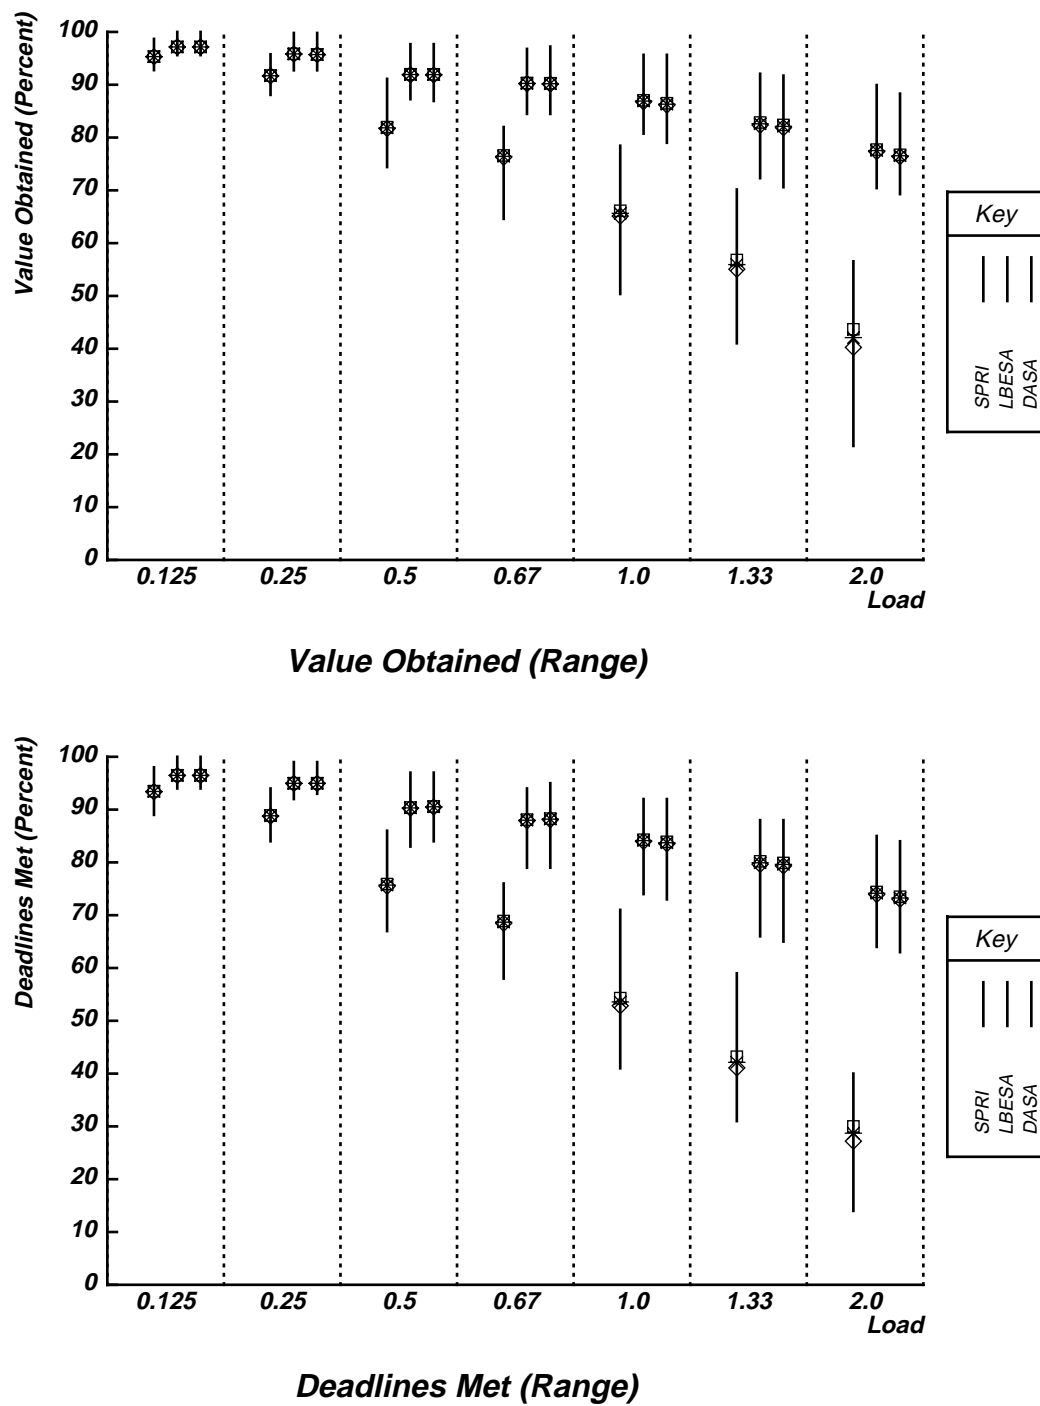 Value Obtained (Percent)
100
90
80
70
60
50
40
30
20
10
0
0.125 0.25 0.5 0.67 1.0 1.33 2.0
Load
Key
SPRI
LBESA
DASA
Value Obtained (Range)
Deadlines Met (Percent)
100
90
80
70
60
50
40
30
20
10
0
0.125 0.25 0.5 0.67 1.0 1.33 2.0
Load
Key
SPRI
LBESA
DASA
Deadlines Met (Range)